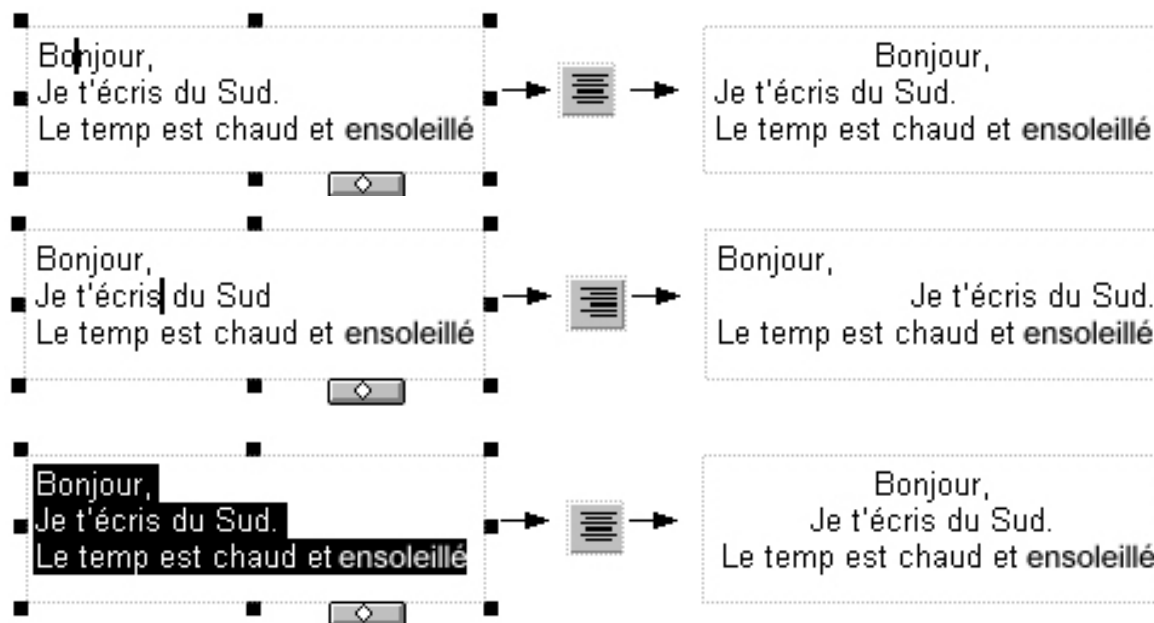 Bonjour,
Je t'écris du Sud.
Le temp est chaud et ensoleillé
Bonjour,
Je t'écris du Sud.
Le temp est chaud et ensoleillé
Bonjour,
Je t'écris du Sud
Le temp est chaud et ensoleillé
Bonjour,
Je t'écris du Sud.
Le temp est chaud et ensoleillé
Bonjour,
Je t'écris du Sud.
Le temp est chaud et ensoleillé
Bonjour,
Je t'écris du Sud.
Le temp est chaud et ensoleillé